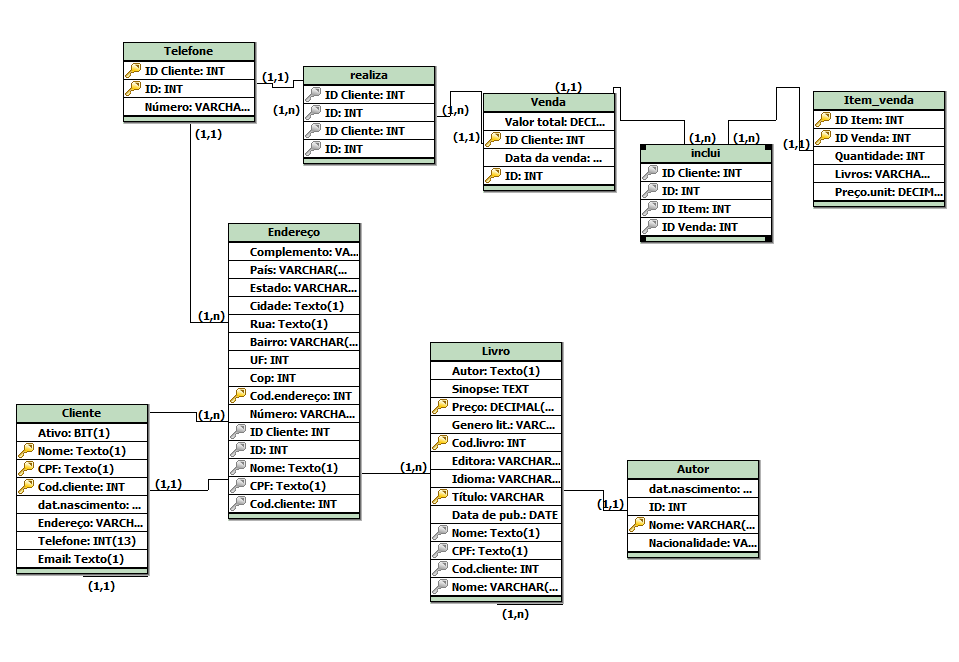 Telefone
ID Cliente: INT
ID: INT
Número: VARCHA...
(1,1)
(1,1)
realiza
ID Cliente: INT
ID: INT
ID Cliente: INT
ID: INT
(1,n)
(1,n)
(1,1)
(1,1)
Venda
Valor total: DECI...
ID Cliente: INT
Data da venda: ...
ID: INT
(1,n)
(1,n)
inclui
ID Cliente: INT
ID: INT
ID Item: INT
ID Venda: INT
(1,1)
Item_venda
ID Item: INT
ID Venda: INT
Quantidade: INT
Livros: VARCHA...
Preço.unit: DECIM...
Endereço
Complemento: VA...
País: VARCHAR(...
Estado: VARCHAR...
Cidade: Texto(1)
Rua: Texto(1)
Bairro: VARCHAR(...
UF: INT
Cop: INT
Cod.endereço: INT
Número: VARCHA...
ID Cliente: INT
ID: INT
Nome: Texto(1)
CPF: Texto(1)
Cod.cliente: INT
(1,n)
(1,n)
Cliente
Ativo: BIT(1)
Nome: Texto(1)
CPF: Texto(1)
Cod.cliente: INT
dat.nascimento: ...
Endereço: VARCH...
Telefone: INT(13)
Email: Texto(1)
(1,1)
(1,1)
(1,n)
Livro
Autor: Texto(1)
Sinopse: TEXT
Preço: DECIMAL(...
Genero lit.: VARC...
Cod.livro: INT
Editora: VARCHAR...
Idioma: VARCHAR...
Título: VARCHAR
Data de pub.: DATE
Nome: Texto(1)
CPF: Texto(1)
Cod.cliente: INT
Nome: VARCHAR(...
(1,n)
(1,1)
Autor
dat.nascimento: ...
ID: INT
Nome: VARCHAR(...
Nacionalidade: VA...